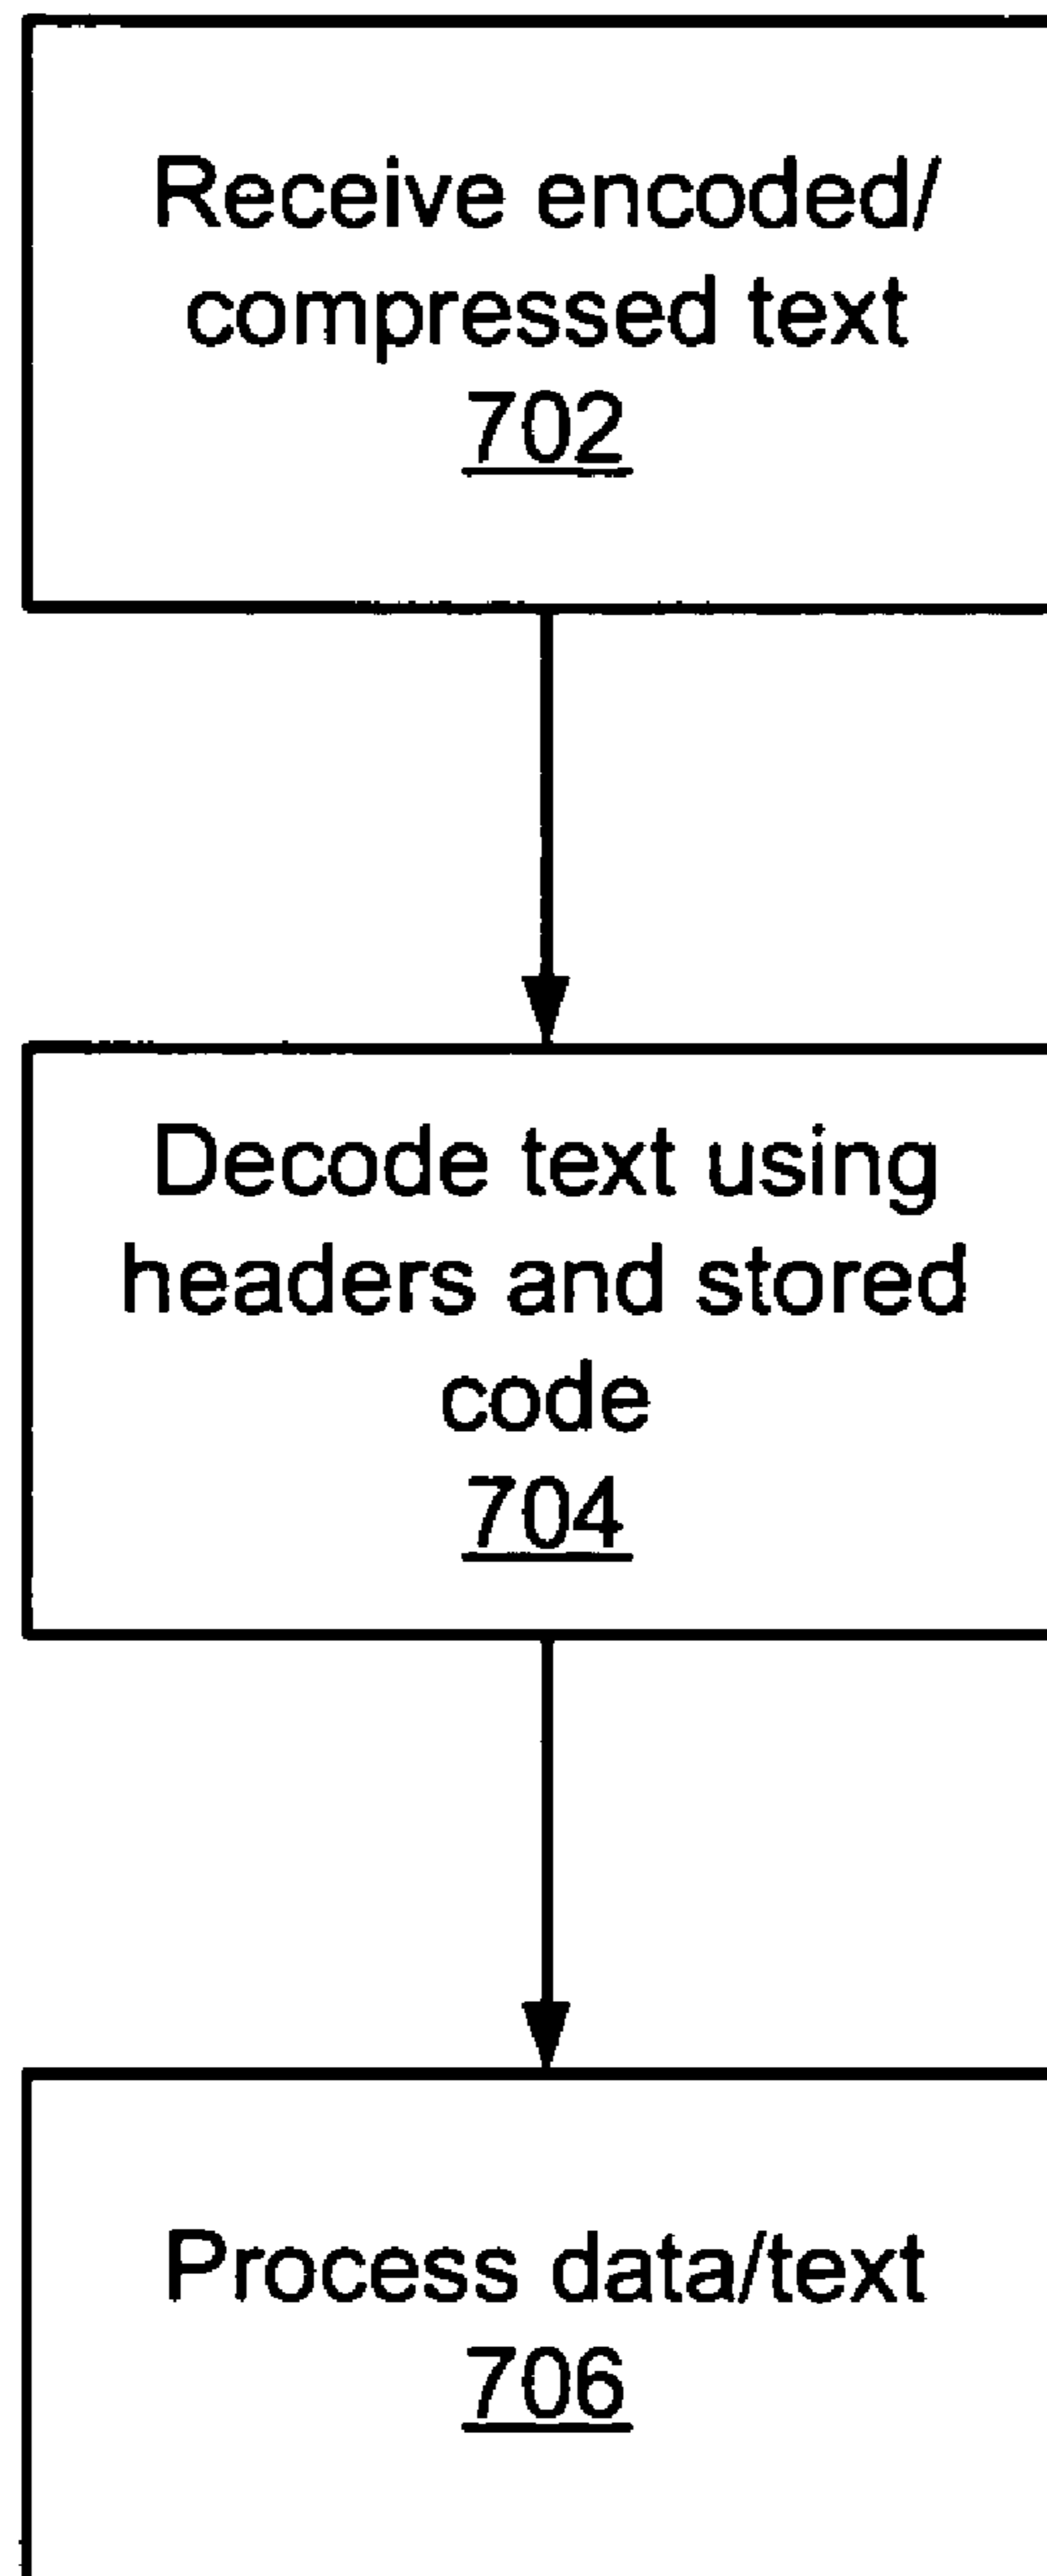 Receive encoded/
compressed text
702
Decode text using
headers and stored
code
704
Process data/text
706